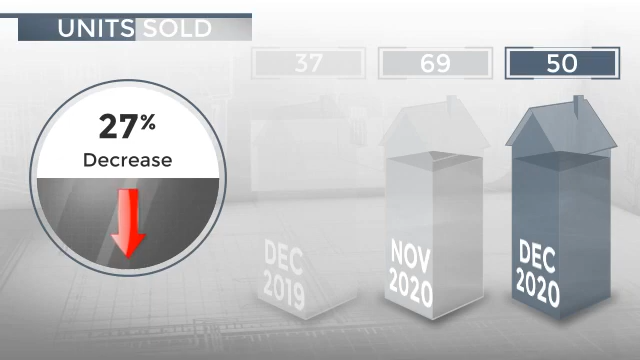 UNITS SOLD
37
69
50
27%
Decrease
DEC
2019
NOV
2020
DEC
2020